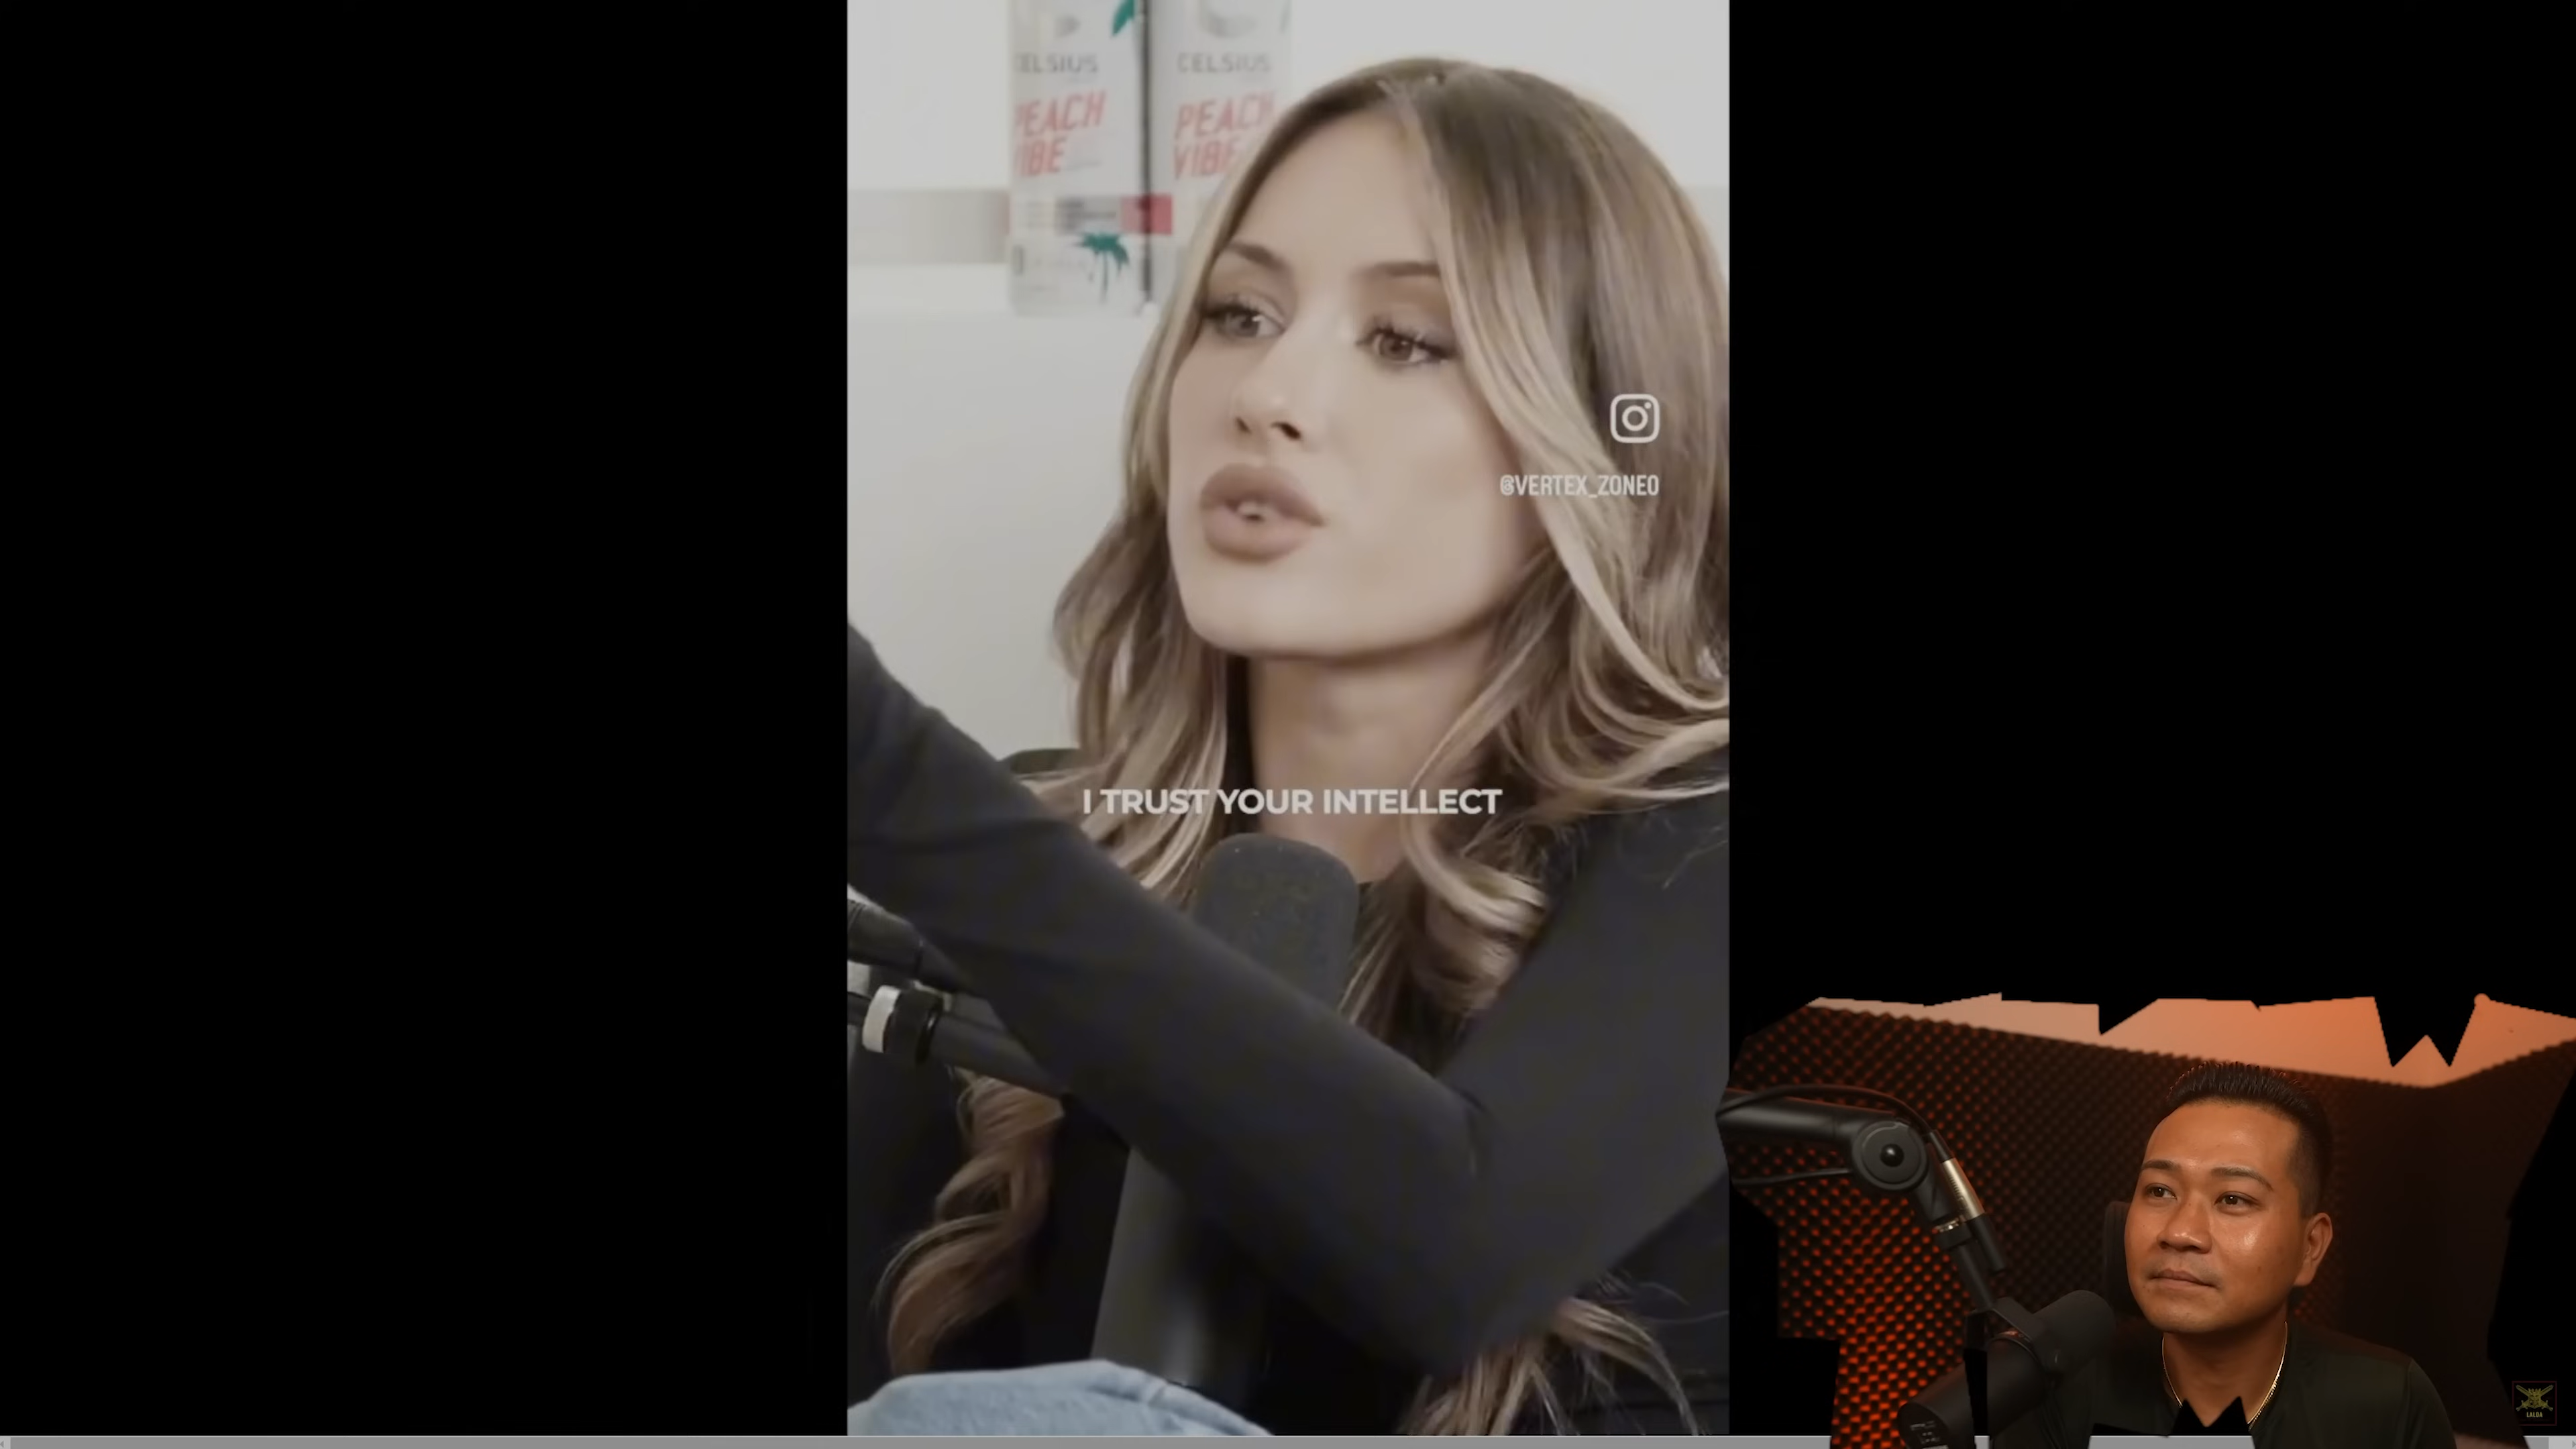 CELSIUS
CELSIUS
PEACH
VIBE
PEACH
VIBE
@VERTEX_ZONEO
I TRUST YOUR INTELLECT